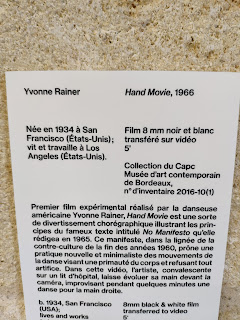 Yvonne Rainer
Hand Movie, 1966
Née en 1934 à San
Francisco (États-Unis) ;
vit et travaille à Los
Angeles (États-Unis).
Film 8 mm noir et blanc
transféré sur vidéo
5'
Collection du Capc
Musée d'art contemporain
de Bordeaux,
n° d'inventaire 2016-10(1)
Premier film expérimental réalisé par la danseuse
américaine Yvonne Rainer, Hand Movie est une sorte
de divertissement chorégraphique illustrant les prin-
cipes du fameux texte intitulé No Manifesto qu'elle
rédigea en 1965. Ce manifeste, dans la lignée de la
contre-culture de la fin des années 1960, prône une
pratique nouvelle et minimaliste des mouvements de
la danse visant une primauté du corps et refusant tout
artifice. Dans cette vidéo, l'artiste, convalescente
sur un lit d'hôpital, laisse évoluer sa main devant la
caméra, improvisant pendant quelques minutes une
danse pour la main droite.
b. 1934, San Francisco
(USA);
lives and works
8mm black & white film
transferred to video
5'